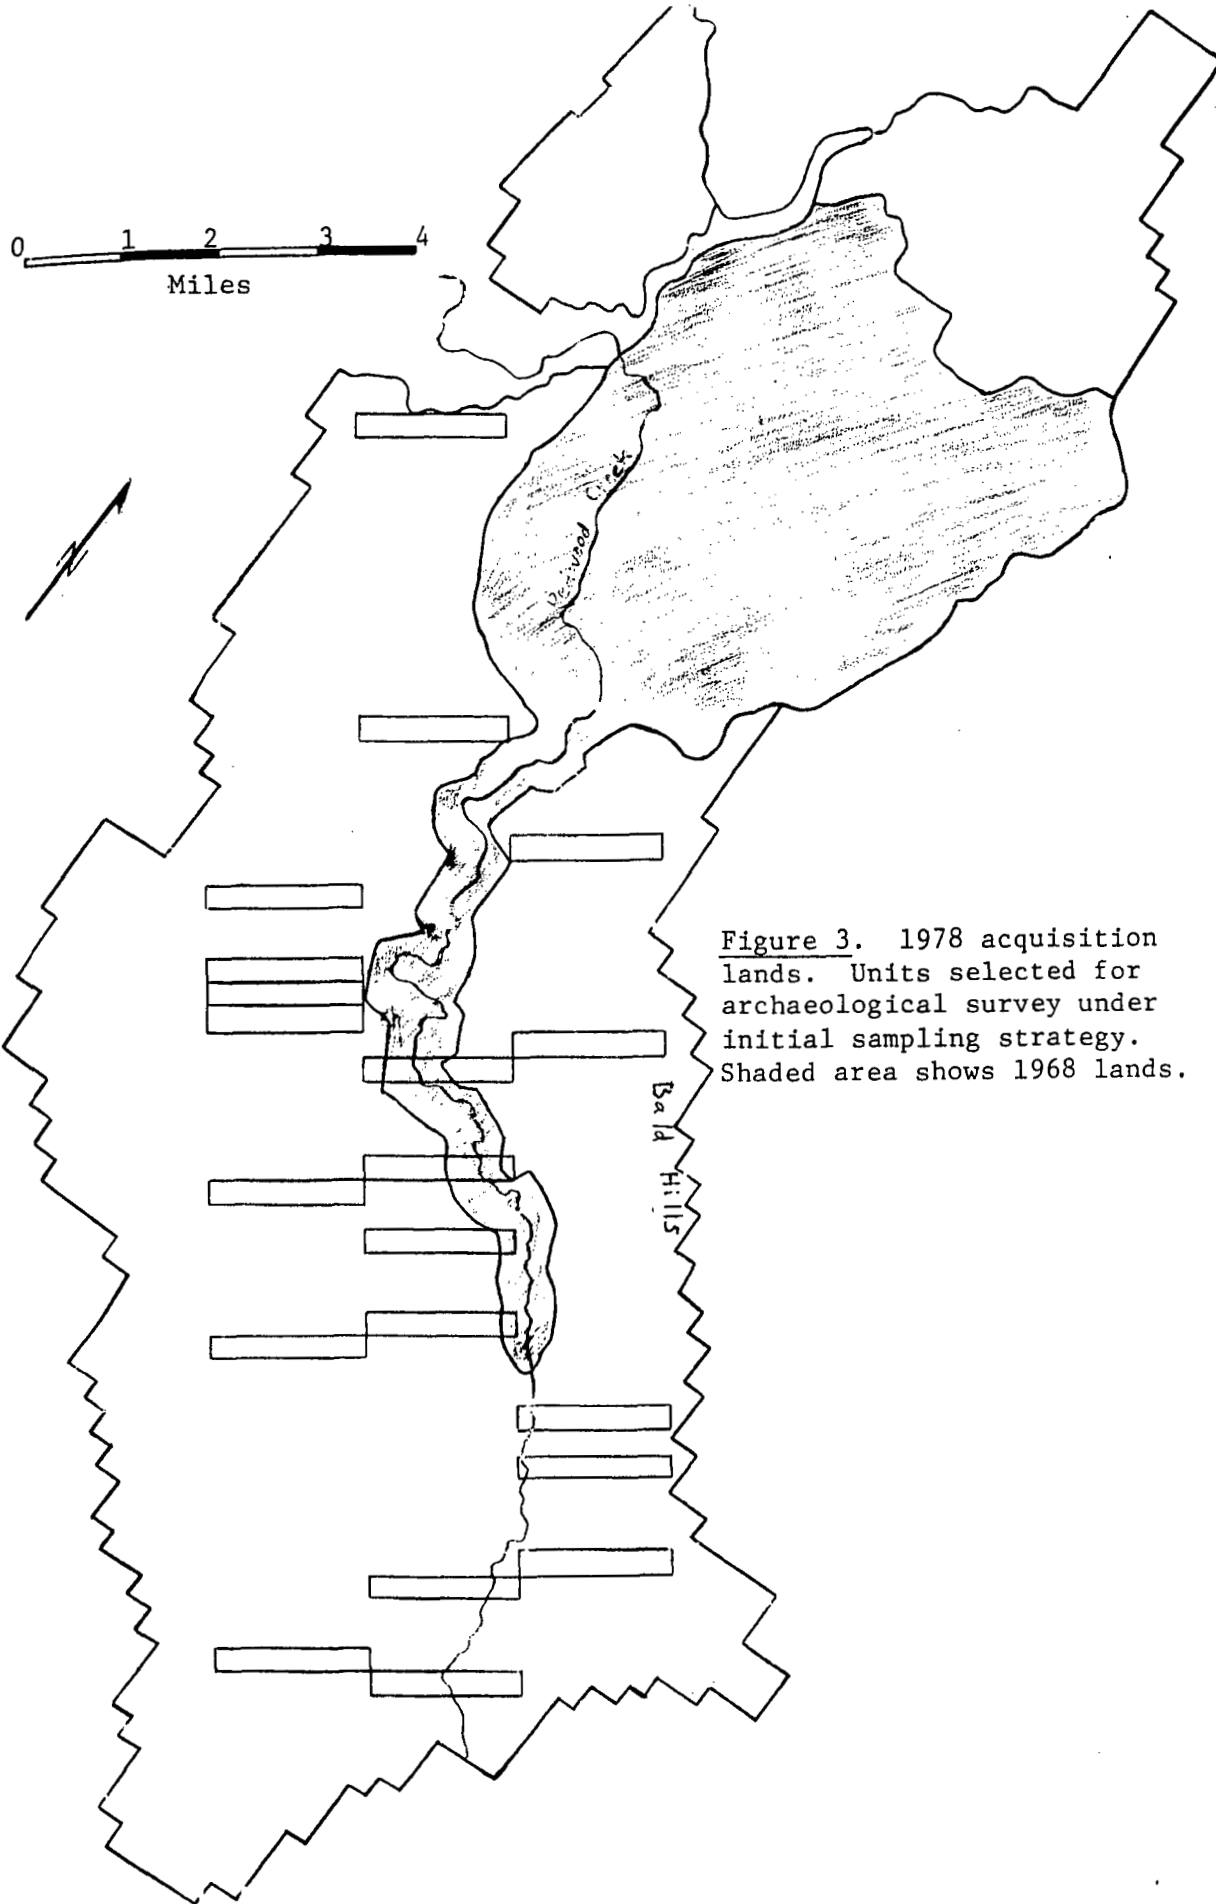 0 1 2 3 4
Miles
N
Redwood Creek
Figure 3. 1978 acquisition
lands. Units selected for
archaeological survey under
initial sampling strategy.
Shaded area shows 1968 lands.
Bald Hills